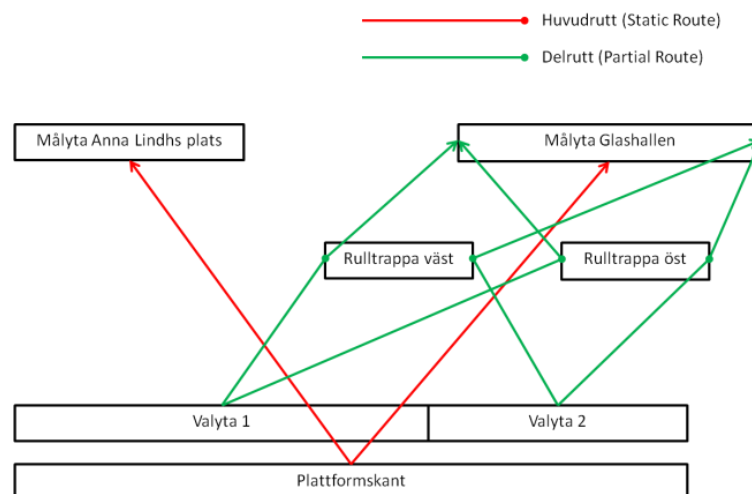 Huvudrutt (Static Route)
Delrutt (Partial Route)
Målyta Anna Lindhs plats
Målyta Glashallen
Rulltrappa väst
Rulltrappa öst
Valyta 1
Valyta 2
Plattformskant